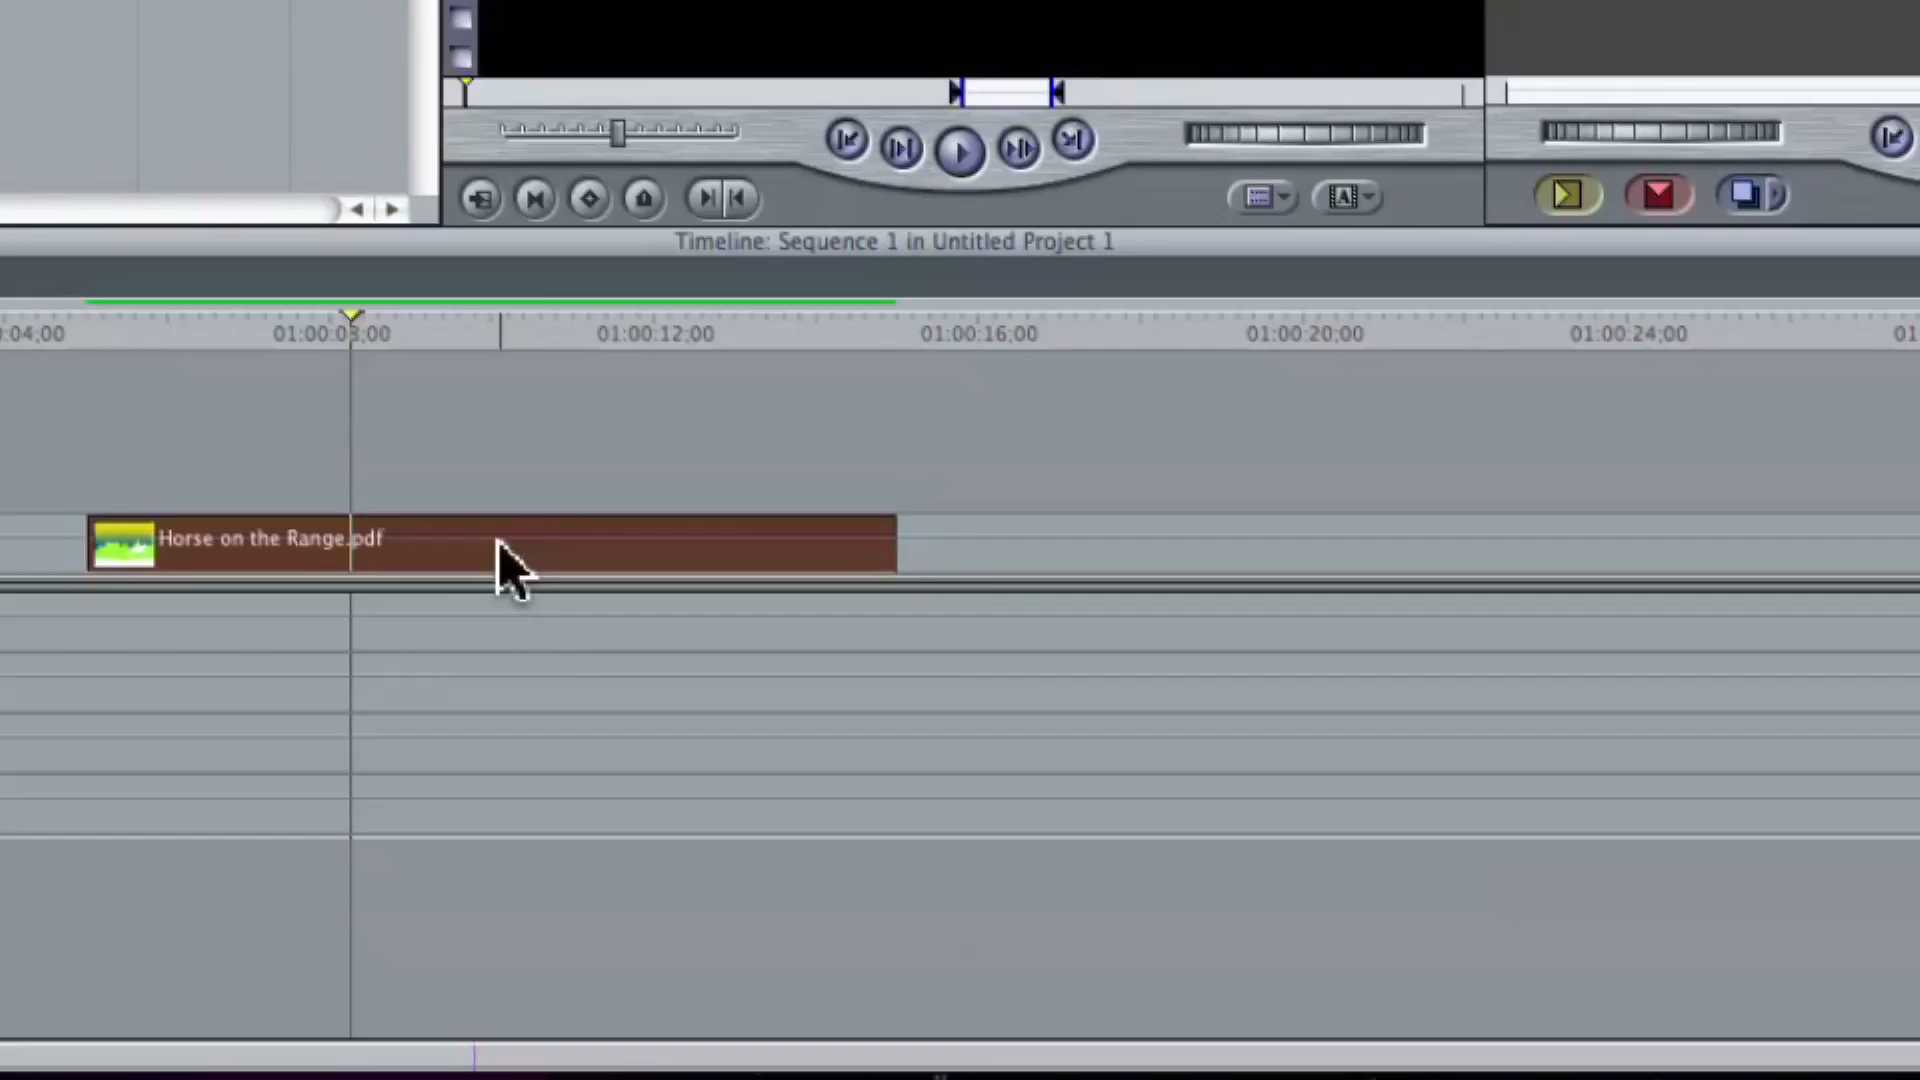 Timeline: Sequence 1 in Untitled Project 1
:04;00 01:00:08;00 01:00:12;00 01:00:16;00 01:00:20;00 01:00:24;00 01
Horse on the Range.pdf
A